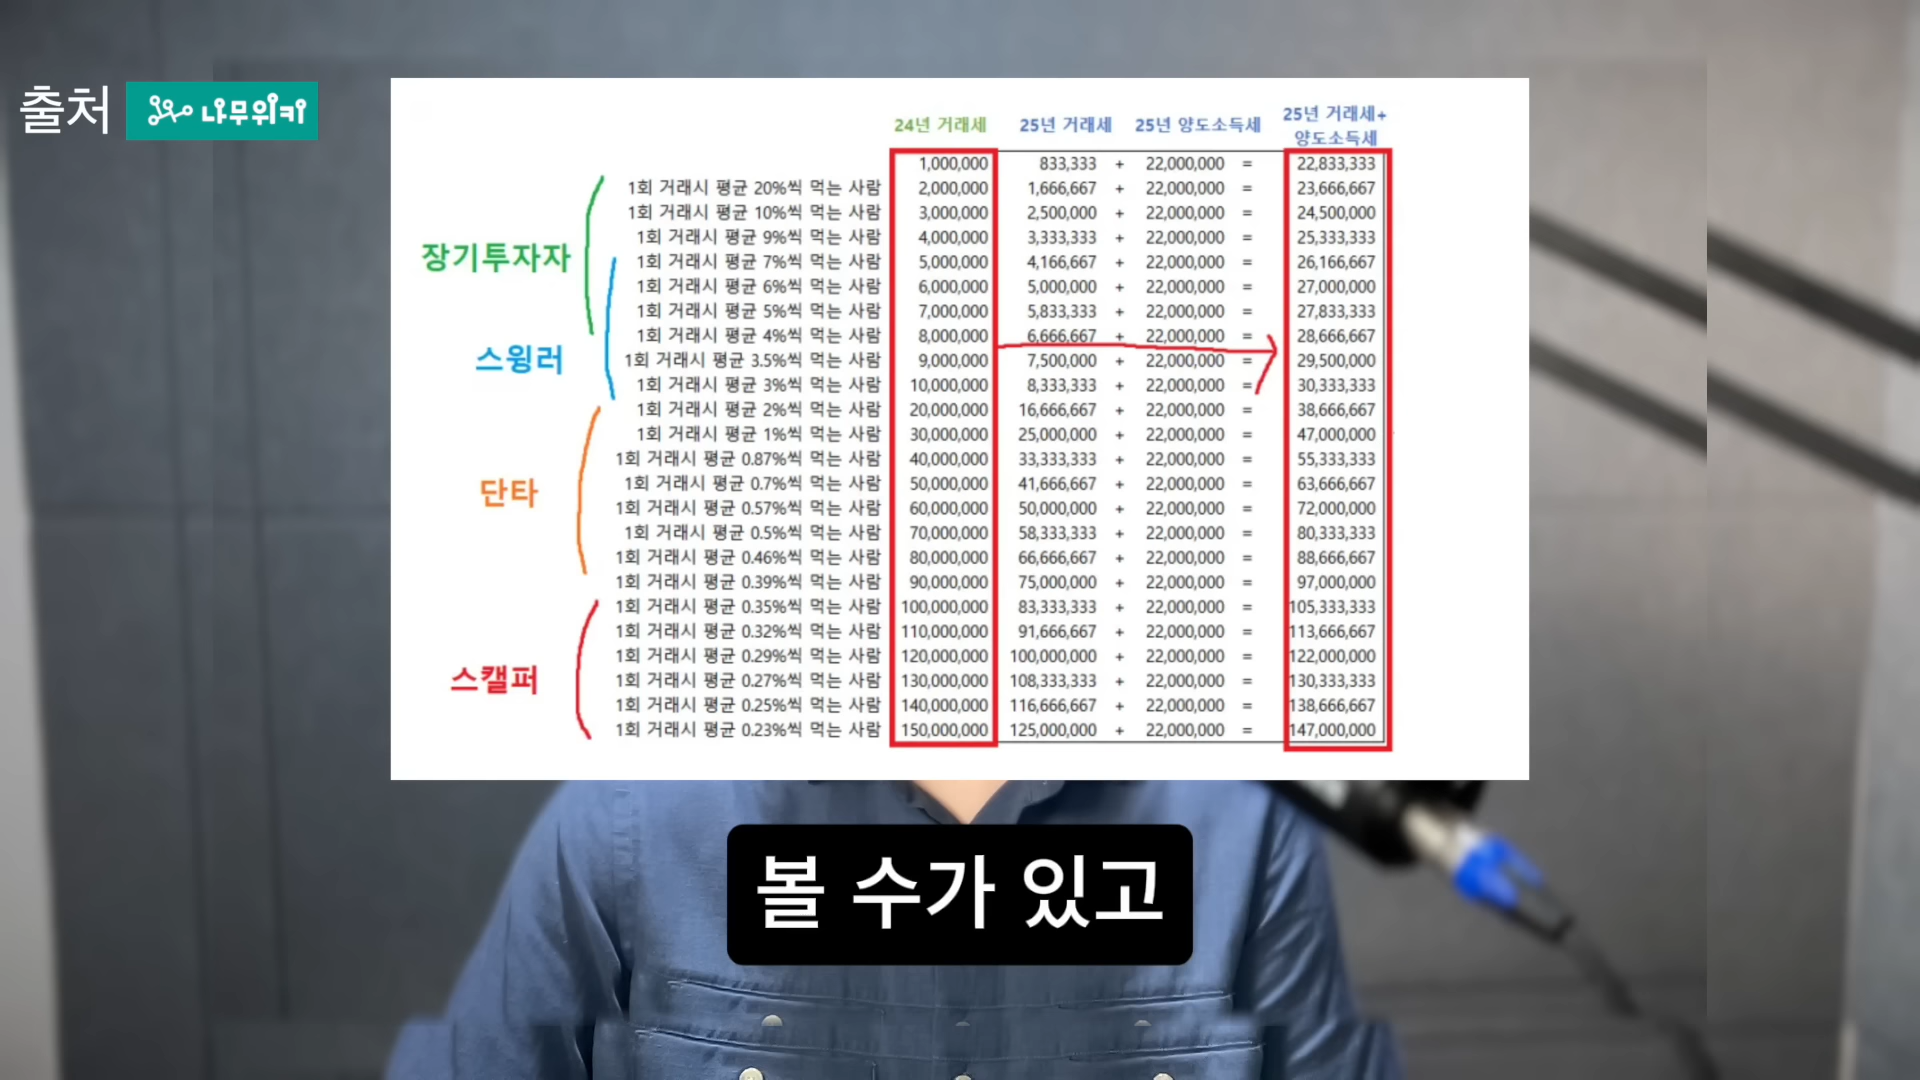 출처 나무위키
24년 거래세 25년 거래세 25년 양도소득세 25년 거래세+
양도소득세
1,000,000 833,333 + 22,000,000 = 22,833,333
1회 거래시 평균 20%씩 먹는 사람 2,000,000 1,666,667 + 22,000,000 = 23,666,667
1회 거래시 평균 10%씩 먹는 사람 3,000,000 2,500,000 + 22,000,000 = 24,500,000
1회 거래시 평균 9%씩 먹는 사람 4,000,000 3,333,333 + 22,000,000 = 25,333,333
장기투자자
1회 거래시 평균 7%씩 먹는 사람 5,000,000 4,166,667 + 22,000,000 = 26,166,667
1회 거래시 평균 6%씩 먹는 사람 6,000,000 5,000,000 + 22,000,000 = 27,000,000
1회 거래시 평균 5%씩 먹는 사람 7,000,000 5,833,333 + 22,000,000 = 27,833,333
1회 거래시 평균 4%씩 먹는 사람 8,000,000 6,666,667 + 22,000,000 = 28,666,667
스윙러
1회 거래시 평균 3.5%씩 먹는 사람 9,000,000 7,500,000 + 22,000,000 = 29,500,000
1회 거래시 평균 3%씩 먹는 사람 10,000,000 8,333,333 + 22,000,000 = 30,333,333
1회 거래시 평균 2%씩 먹는 사람 20,000,000 16,666,667 + 22,000,000 = 38,666,667
1회 거래시 평균 1%씩 먹는 사람 30,000,000 25,000,000 + 22,000,000 = 47,000,000
1회 거래시 평균 0.87%씩 먹는 사람 40,000,000 33,333,333 + 22,000,000 = 55,333,333
단타
1회 거래시 평균 0.7%씩 먹는 사람 50,000,000 41,666,667 + 22,000,000 = 63,666,667
1회 거래시 평균 0.57%씩 먹는 사람 60,000,000 50,000,000 + 22,000,000 = 72,000,000
1회 거래시 평균 0.5%씩 먹는 사람 70,000,000 58,333,333 + 22,000,000 = 80,333,333
1회 거래시 평균 0.46%씩 먹는 사람 80,000,000 66,666,667 + 22,000,000 = 88,666,667
1회 거래시 평균 0.39%씩 먹는 사람 90,000,000 75,000,000 + 22,000,000 = 97,000,000
1회 거래시 평균 0.35%씩 먹는 사람 100,000,000 83,333,333 + 22,000,000 = 105,333,333
1회 거래시 평균 0.32%씩 먹는 사람 110,000,000 91,666,667 + 22,000,000 = 113,666,667
1회 거래시 평균 0.29%씩 먹는 사람 120,000,000 100,000,000 + 22,000,000 = 122,000,000
스캘퍼
1회 거래시 평균 0.27%씩 먹는 사람 130,000,000 108,333,333 + 22,000,000 = 130,333,333
1회 거래시 평균 0.25%씩 먹는 사람 140,000,000 116,666,667 + 22,000,000 = 138,666,667
1회 거래시 평균 0.23%씩 먹는 사람 150,000,000 125,000,000 + 22,000,000 = 147,000,000
볼 수가 있고